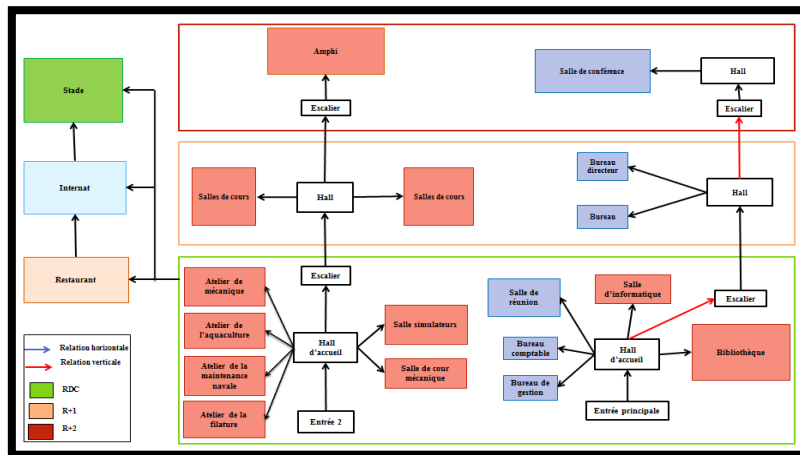 Amphi
Salle de conférence
Hall
Stade
Escalier
Escalier
Internat
Salles de cours
Hall
Salles de cours
Bureau
directeur
Bureau
Hall
Restaurant
Atelier de
mécanique
Atelier de
l'aquaculture
Atelier de la
maintenance
navale
Atelier de la
filature
Escalier
Hall
d'accueil
Entrée 2
Salle simulateurs
Salle de cour
mécanique
Salle de
réunion
Bureau
comptable
Bureau de
gestion
Salle
d'informatique
Hall
d'accueil
Entrée principale
Escalier
Bibliothèque
Relation horizontale
Relation verticale
RDC
R+1
R+2